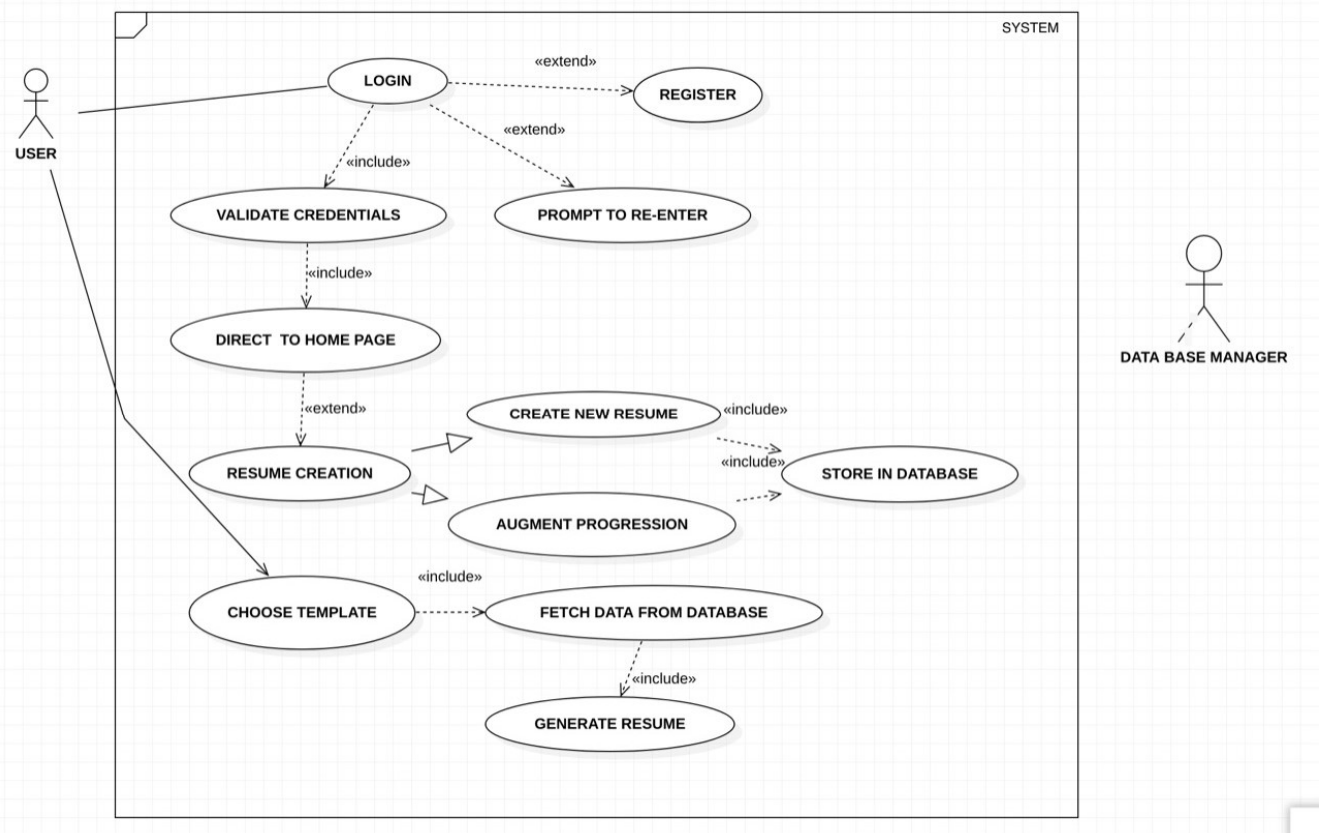 SYSTEM
«extend»
LOGIN
REGISTER
«extend»
USER
«include»
VALIDATE CREDENTIALS
PROMPT TO RE-ENTER
«include»
DIRECT TO HOME PAGE
DATA BASE MANAGER
«extend»
CREATE NEW RESUME
«include»
«include»
RESUME CREATION
STORE IN DATABASE
AUGMENT PROGRESSION
«include»
CHOOSE TEMPLATE
FETCH DATA FROM DATABASE
«include»
GENERATE RESUME